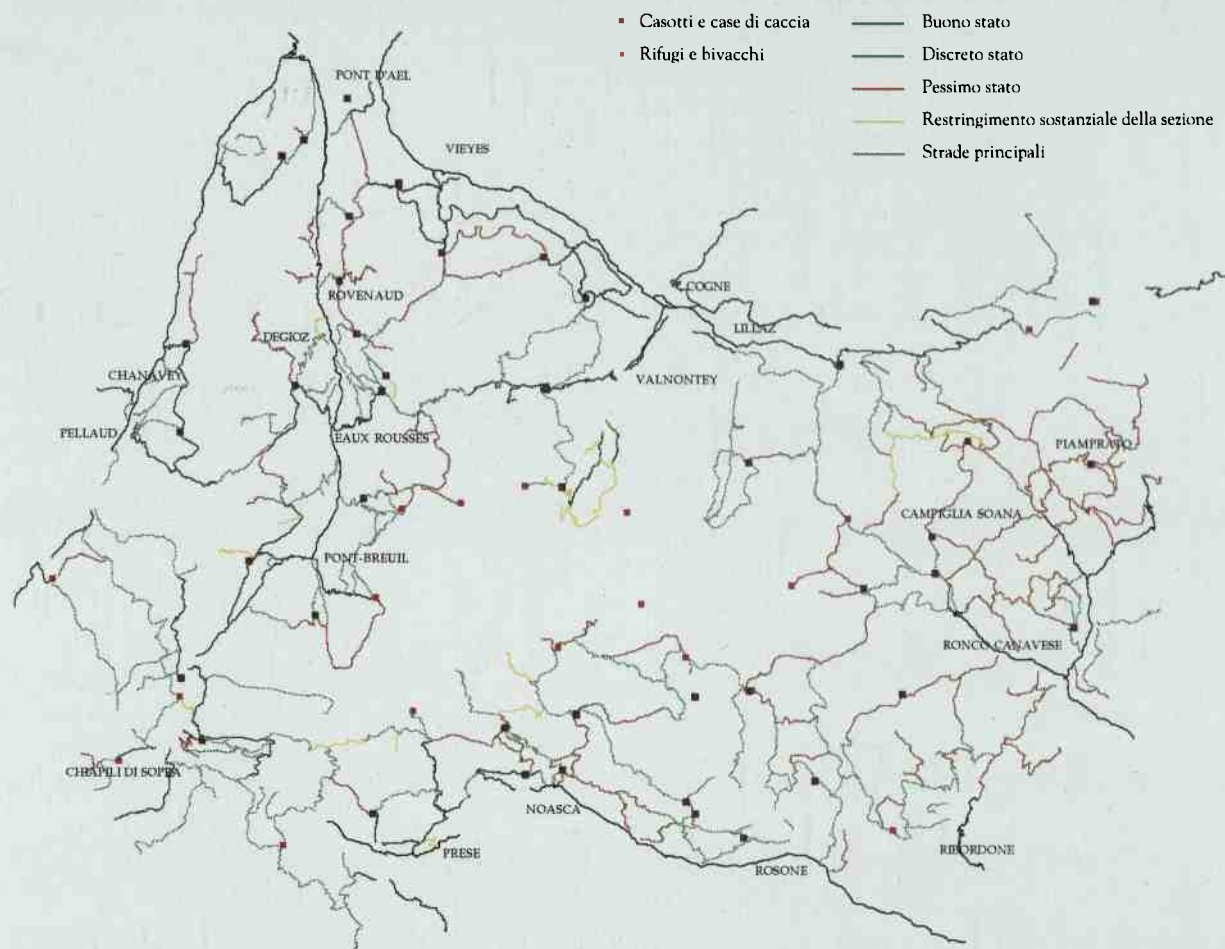 Casotti e case di caccia
Rifugi e bivacchi
Buono stato
Discreto stato
Pessimo stato
Restringimento sostanziale della sezione
Strade principali
PONT D'AEL
VIEYES
COGNE
ROVENAUD
LILLAZ
DEGIOZ
CHANAVEY
VALNONTEY
PELLAUD
EAUX ROUSSES
PIAMPRATO
CAMPIGLIA SOANA
PONT-BREUIL
RONCO CANAVESE
CHIAPILI DI SOPRA
NOASCA
PRESE
RIBORDONE
ROSONE